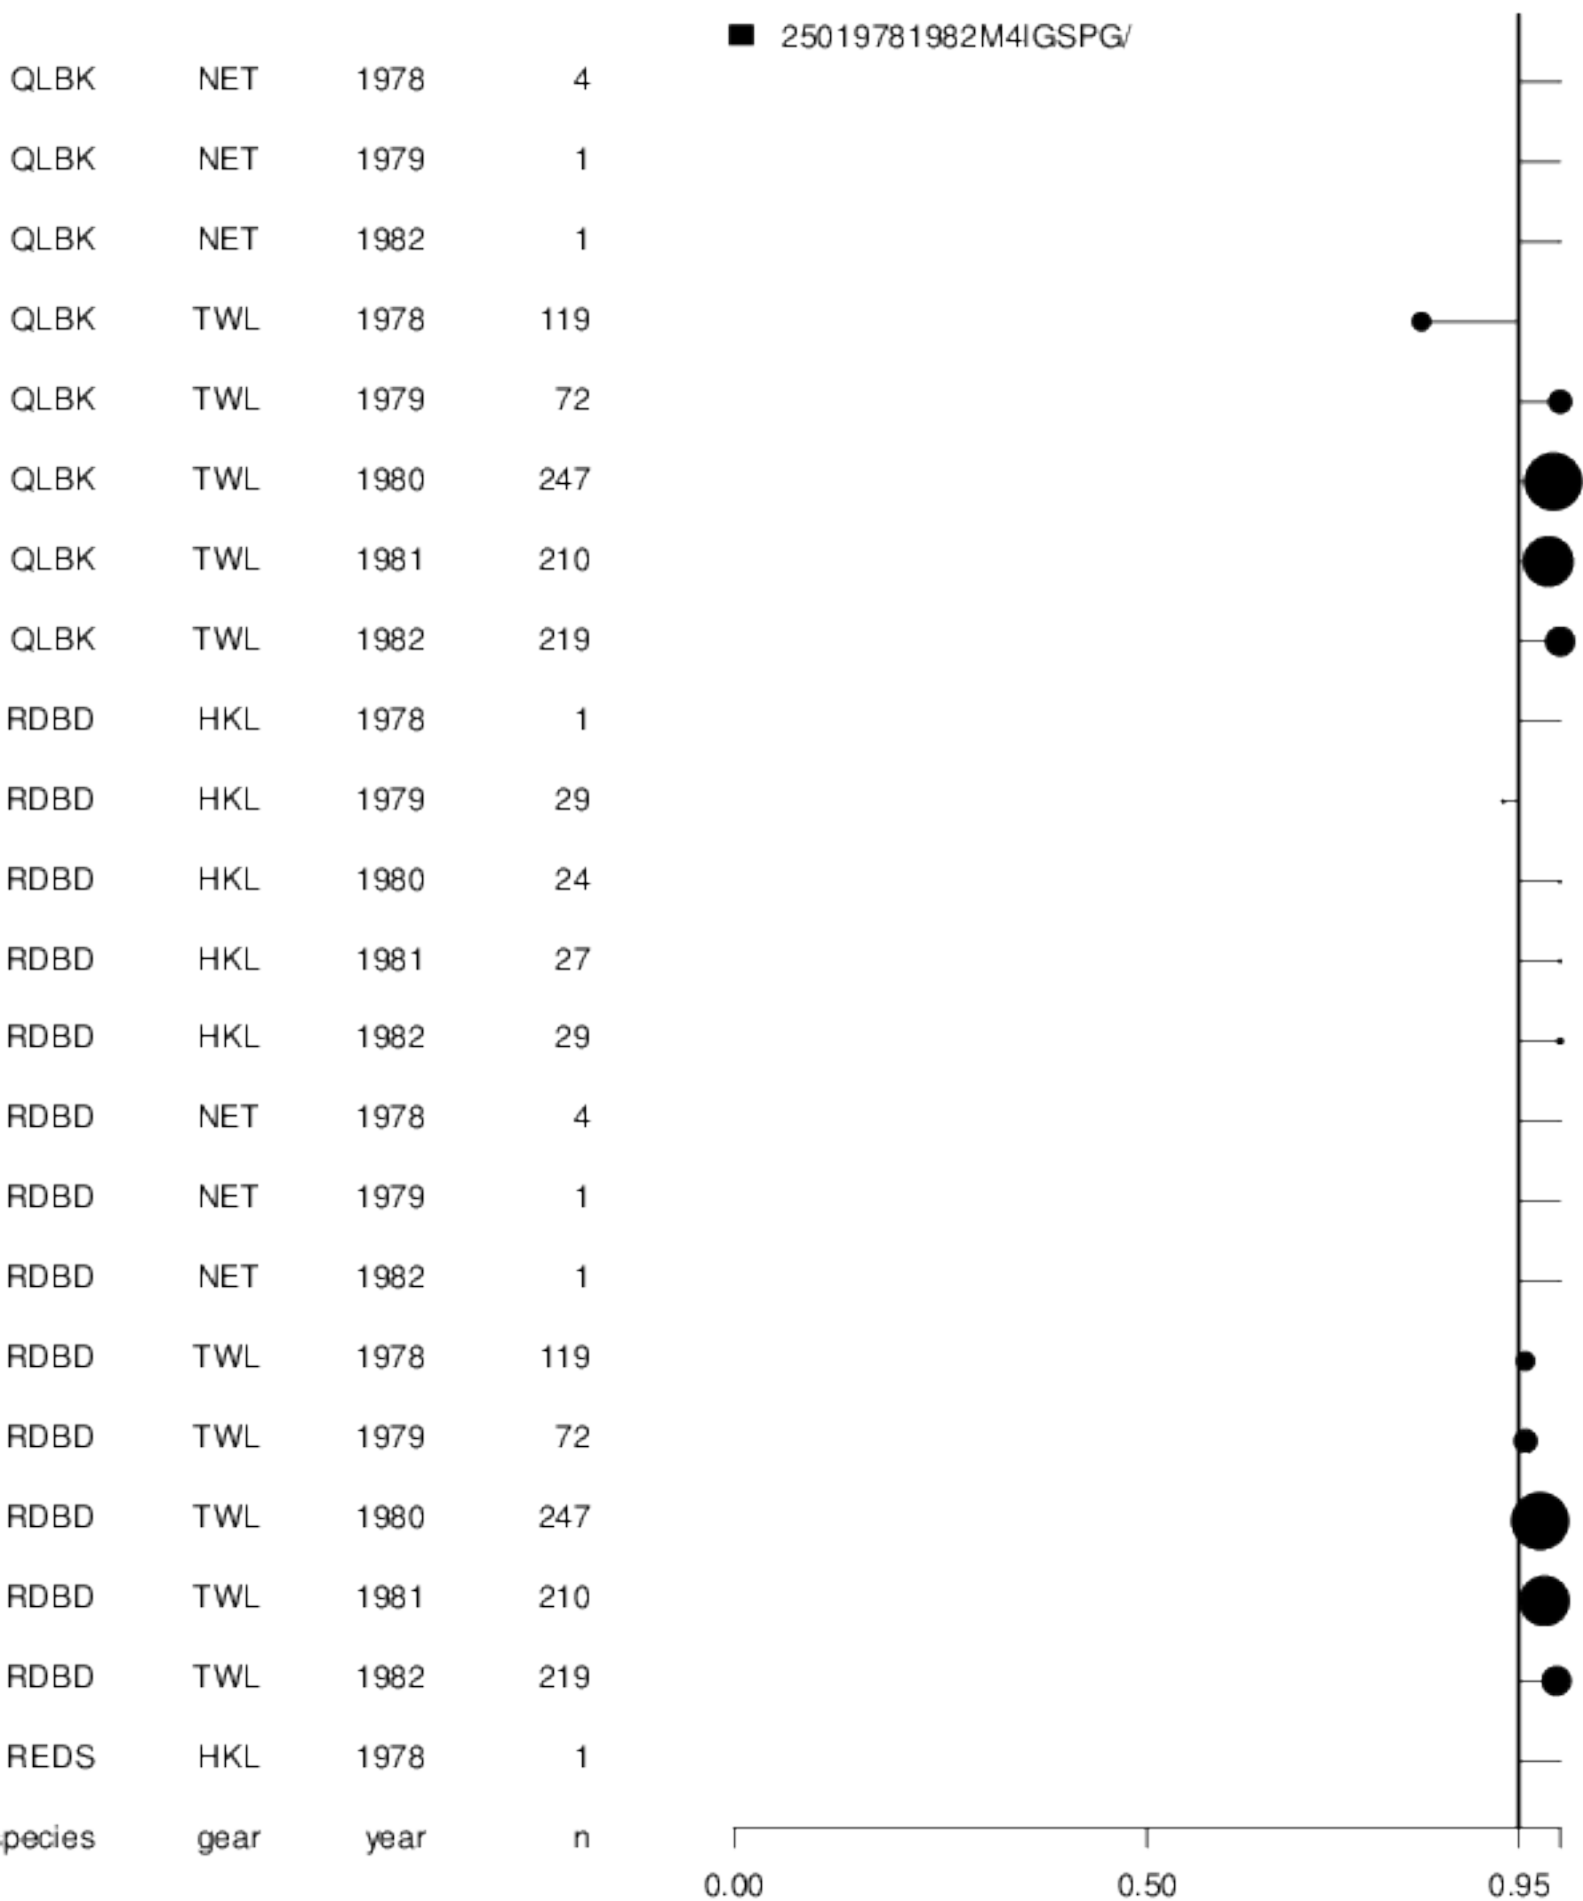 25019781982M4IGSPG/
QLBK NET 1978 4
QLBK NET 1979 1
QLBK NET 1982 1
QLBK TWL 1978 119
QLBK TWL 1979 72
QLBK TWL 1980 247
QLBK TWL 1981 210
QLBK TWL 1982 219
RDBD HKL 1978 1
RDBD HKL 1979 29
RDBD HKL 1980 24
RDBD HKL 1981 27
RDBD HKL 1982 29
RDBD NET 1978 4
RDBD NET 1979 1
RDBD NET 1982 1
RDBD TWL 1978 119
RDBD TWL 1979 72
RDBD TWL 1980 247
RDBD TWL 1981 210
RDBD TWL 1982 219
REDS HKL 1978 1
pecies gear year n
0.00 0.50 0.95